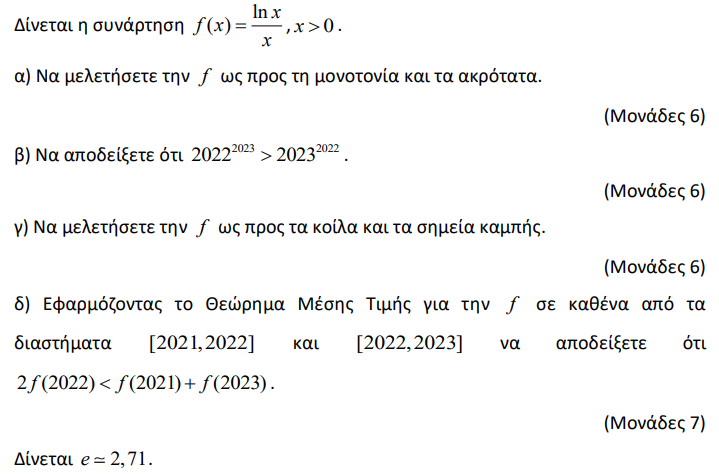 Δίνεται η συνάρτηση f(x) = ln x / x , x > 0 .
α) Να μελετήσετε την f ως προς τη μονοτονία και τα ακρότατα.
(Μονάδες 6)
β) Να αποδείξετε ότι 2022^2023 > 2023^2022 .
(Μονάδες 6)
γ) Να μελετήσετε την f ως προς τα κοίλα και τα σημεία καμπής.
(Μονάδες 6)
δ) Εφαρμόζοντας το Θεώρημα Μέσης Τιμής για την f σε καθένα από τα
διαστήματα [2021,2022] και [2022,2023] να αποδείξετε ότι
2f(2022) < f(2021) + f(2023) .
(Μονάδες 7)
Δίνεται e ≃ 2,71.